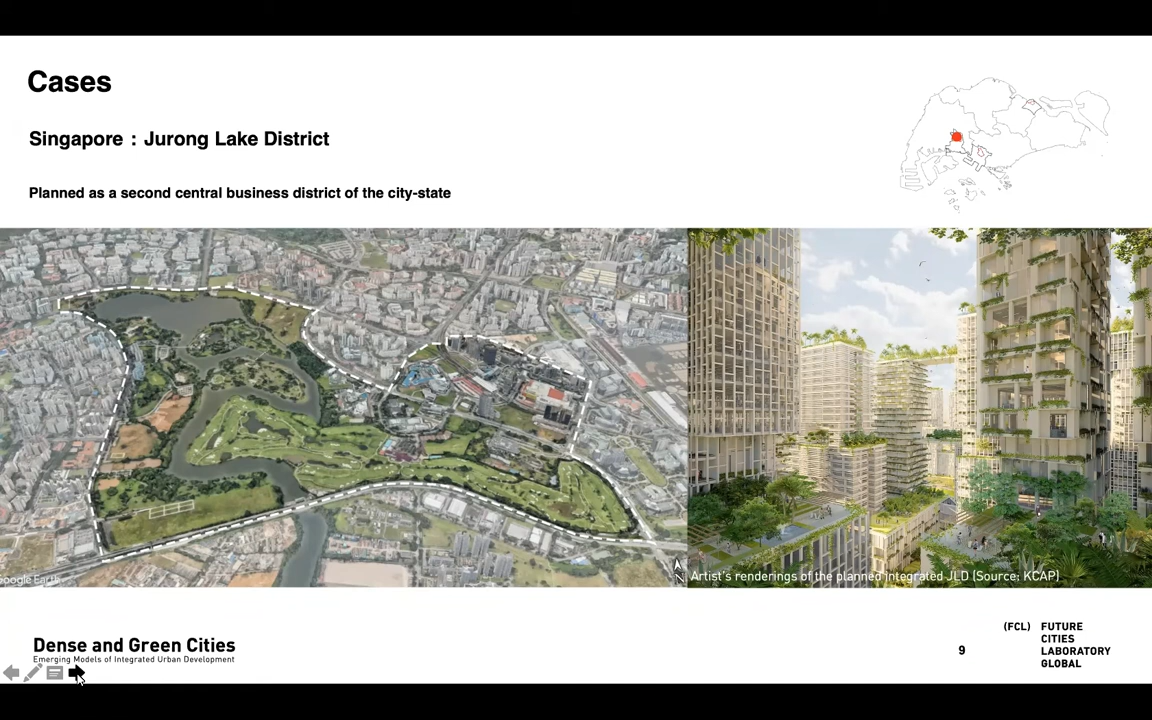 Cases
Singapore : Jurong Lake District
Planned as a second central business district of the city-state
Google Earth
N
Artist's renderings of the planned integrated JLD (Source: KCAP)
Dense and Green Cities
Emerging Models of Integrated Urban Development
9
(FCL) FUTURE
CITIES
LABORATORY
GLOBAL